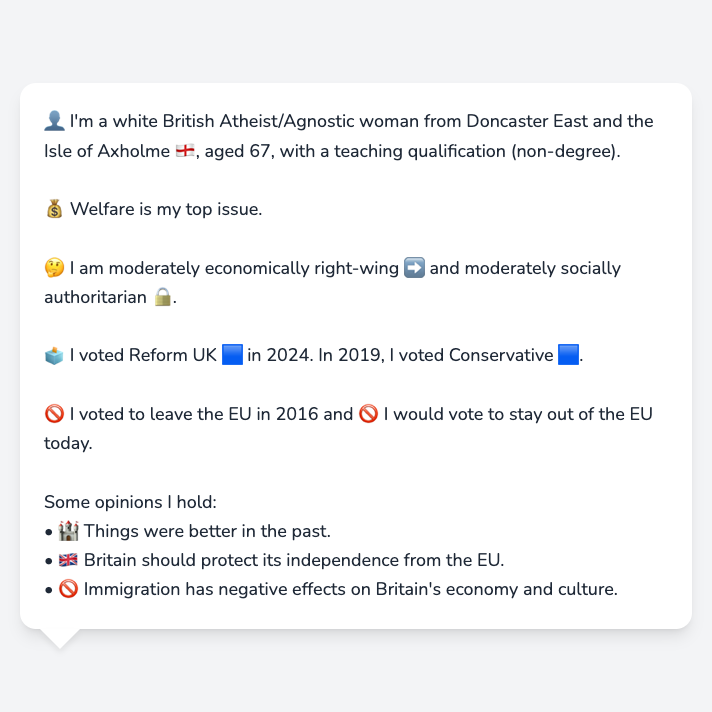 👤 I'm a white British Atheist/Agnostic woman from Doncaster East and the
Isle of Axholme 🏴󠁧󠁢󠁥󠁮󠁧󠁿, aged 67, with a teaching qualification (non-degree).
💰 Welfare is my top issue.
🤔 I am moderately economically right-wing ➡️ and moderately socially
authoritarian 🔒.
🗳️ I voted Reform UK 🟦 in 2024. In 2019, I voted Conservative 🟦.
🚫 I voted to leave the EU in 2016 and 🚫 I would vote to stay out of the EU
today.
Some opinions I hold:
• 🏰 Things were better in the past.
• 🇬🇧 Britain should protect its independence from the EU.
• 🚫 Immigration has negative effects on Britain's economy and culture.